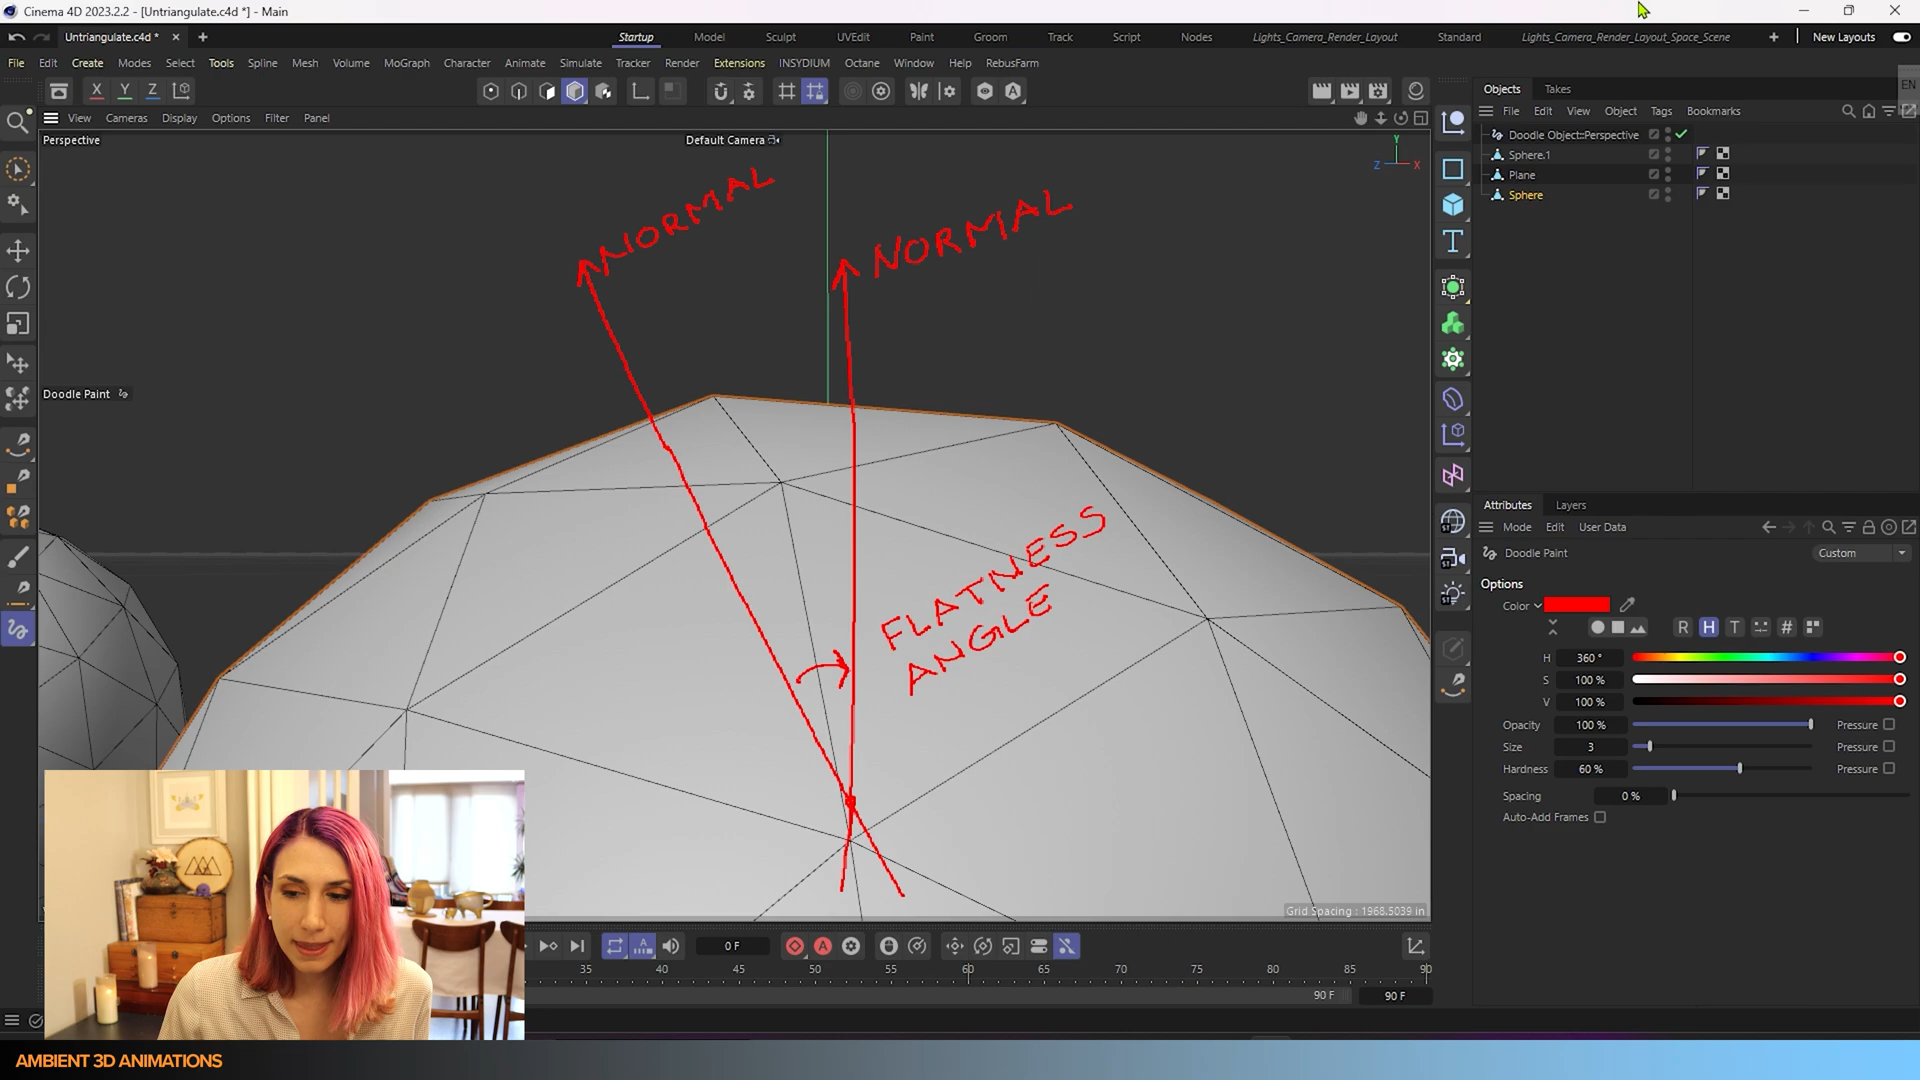 Cinema 4D 2023.2.2 - [Untriangulate.c4d *] - Main
Untriangulate.c4d *
Startup Model Sculpt UVEdit Paint Groom Track Script Nodes Lights_Camera_Render_Layout Standard Lights_Camera_Render_Layout_Space_Scene New Layouts
File Edit Create Modes Select Tools Spline Mesh Volume MoGraph Character Animate Simulate Tracker Render Extensions INSYDIUM Octane Window Help RebusFarm
X Y Z
View Cameras Display Options Filter Panel
Perspective
Default Camera
Y
Z
X
NORMAL
NORMAL
Doodle Paint
FLATNESS
ANGLE
Grid Spacing : 1968.5039 in
0 F
35 40 45 50 55 60 65 70 75 80 85 90
90 F 90 F
EN
Objects Takes
File Edit View Object Tags Bookmarks
Doodle Object::Perspective
Sphere.1
Plane
Sphere
Attributes Layers
Mode Edit User Data
Doodle Paint Custom
Options
Color
R H T #
H 360 °
S 100 %
V 100 %
Opacity 100 % Pressure
Size 3 Pressure
Hardness 60 % Pressure
Spacing 0 %
Auto-Add Frames
AMBIENT 3D ANIMATIONS